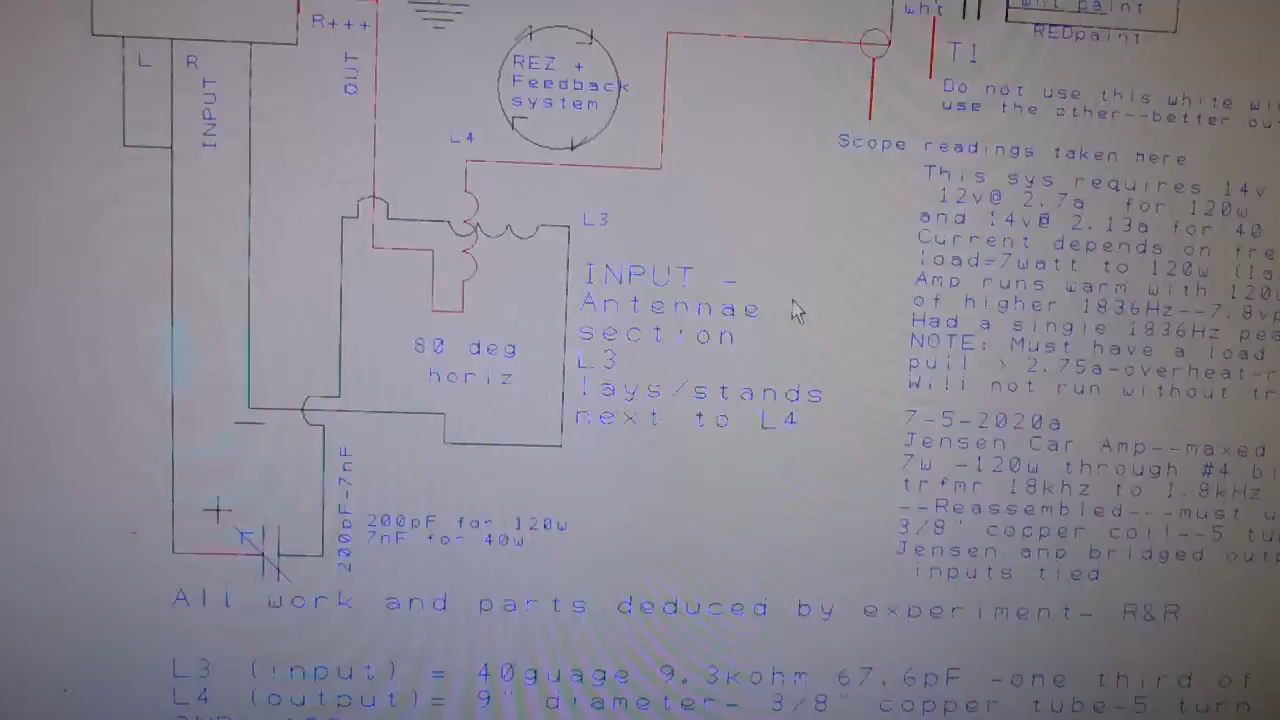 wht
wht paint
REDpaint
R+++
T1
L
R
INPUT
OUT
REZ +
Feedback
system
Do not use this white
use the other--better
L4
Scope readings taken here
This sys requires 14v
12v@ 2.7a for 120w
and 14v@ 2.13a for 40
Current depends on
load=7watt to 120w
Amp runs warm with
of higher 1836Hz--7.8
Had a single 1836Hz
NOTE: Must have a load
pull > 2.75a-overheat-
Will not run without
L3
INPUT -
Antennae
section
L3
lays/stands
next to L4
80 deg
horiz
7-5-2020a
Jensen Car Amp--maxed
7w -120w through #4
trfmr 18khz to 1.8kHz
--Reassembled---must
3/8" copper coil--5
Jensen amp bridged
inputs tied
200pF-7nF
200pF for 120w
7nF for 40w
All work and parts deduced by experiment- R&R
L3 (input) = 40guage 9.3kohm 67.6pF -one third of
L4 (output)= 9" diameter- 3/8" copper tube-5 turn